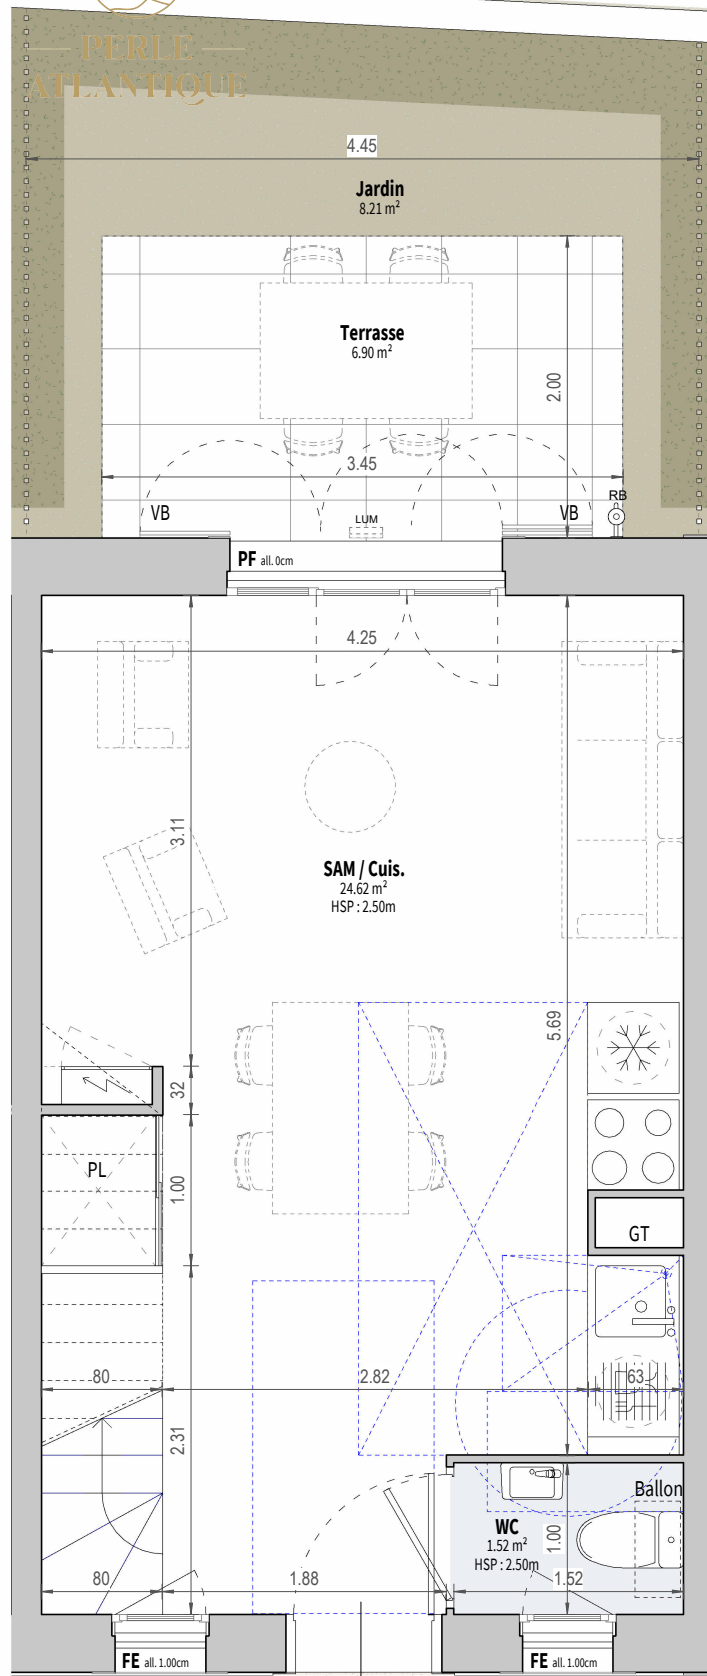 PERLE
ATLANTIQUE
4.45
Jardin
8.21 m²
Terrasse
6.90 m²
2.00
3.45
VB
LUM
VB
RB
PF all. 0cm
4.25
3.11
SAM / Cuis.
24.62 m²
HSP : 2.50m
5.69
32
PL
1.00
GT
80
2.82
63
2.31
Ballon
WC
1.52 m²
HSP : 2.50m
1.00
80
1.88
1.52
FE all. 1.00cm
FE all. 1.00cm